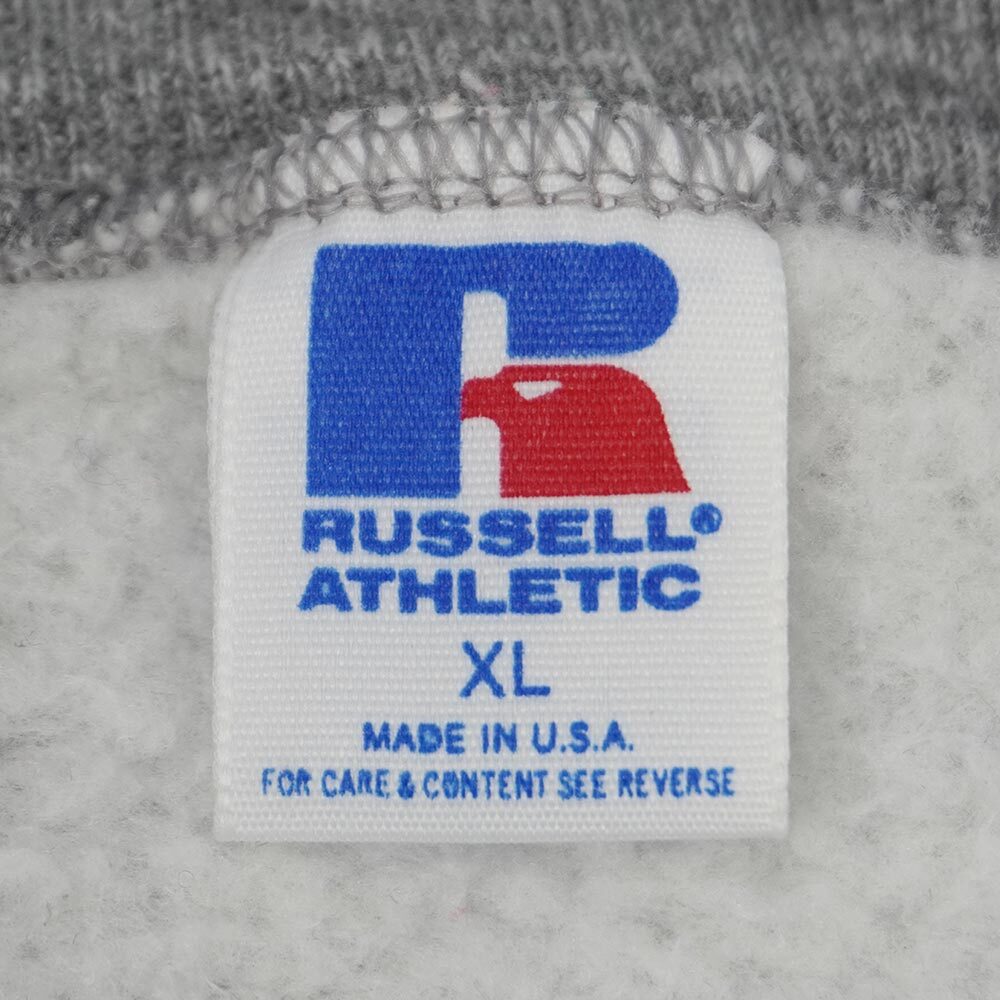 RUSSELL®
ATHLETIC
XL
MADE IN U.S.A.
FOR CARE & CONTENT SEE REVERSE